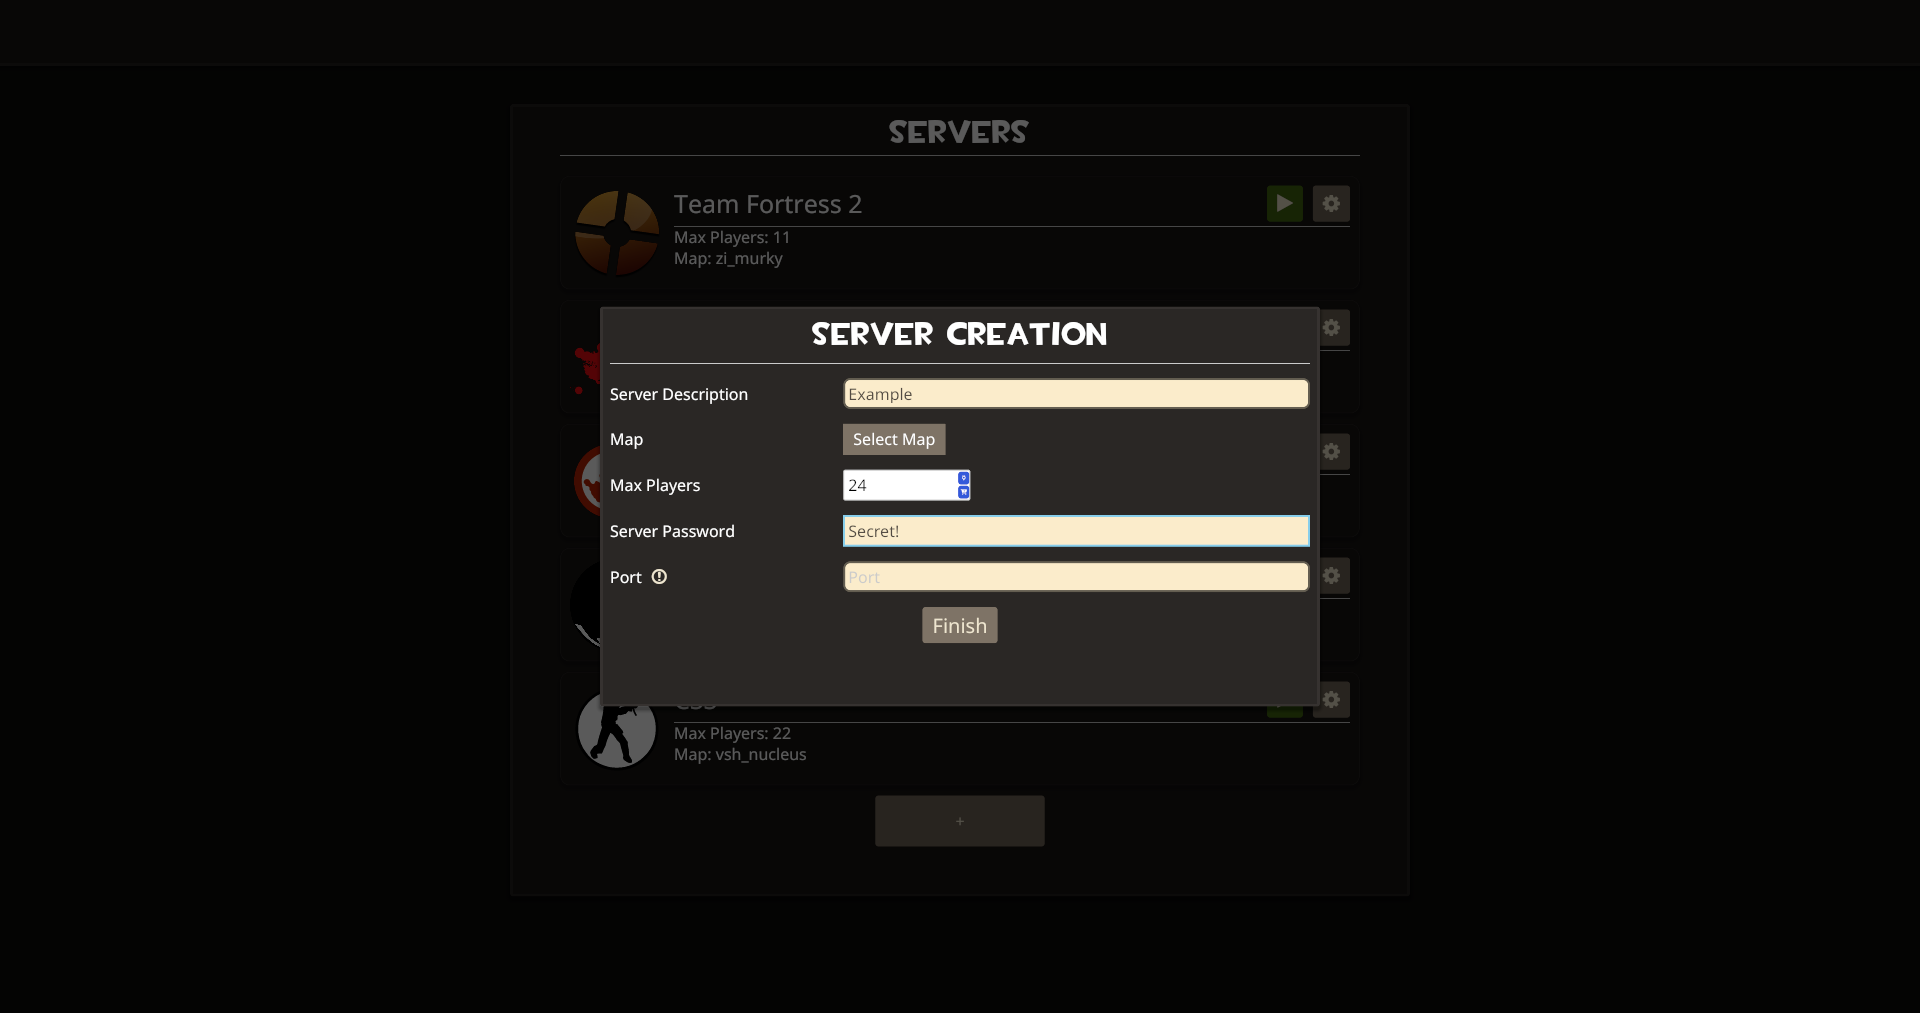 SERVERS
Team Fortress 2
Max Players: 11
Map: zi_murky
SERVER CREATION
Server Description
Example
Map
Select Map
Max Players
24
Server Password
Secret!
Port
Port
Finish
Max Players: 22
Map: vsh_nucleus
+